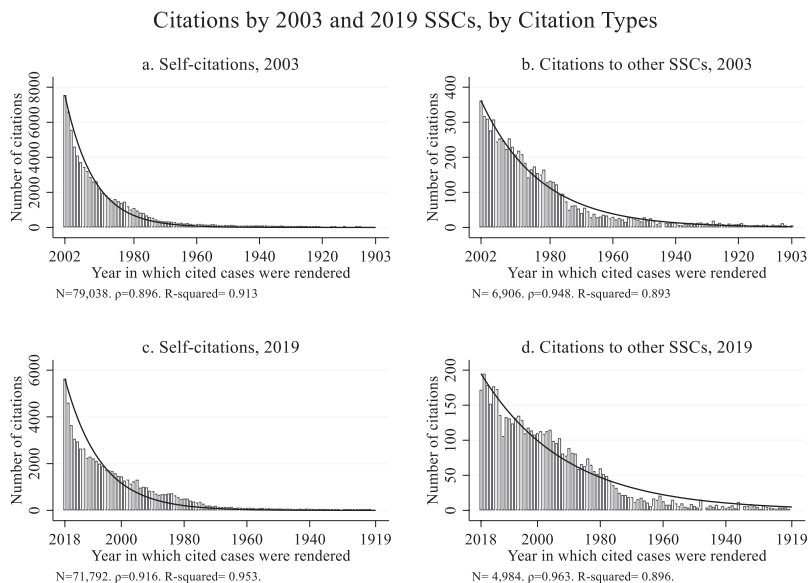 Citations by 2003 and 2019 SSCs, by Citation Types
a. Self-citations, 2003
Number of citations
8000
6000
4000
2000
0
2002 1980 1960 1940 1920 1903
Year in which cited cases were rendered
N=79,038. ρ=0.896. R-squared= 0.913
b. Citations to other SSCs, 2003
Number of citations
400
300
200
100
0
2002 1980 1960 1940 1920 1903
Year in which cited cases were rendered
N= 6,906. ρ=0.948. R-squared= 0.893
c. Self-citations, 2019
Number of citations
6000
4000
2000
0
2018 2000 1980 1960 1940 1919
Year in which cited cases were rendered
N=71,792. ρ=0.916. R-squared= 0.953.
d. Citations to other SSCs, 2019
Number of citations
200
150
100
50
0
2018 2000 1980 1960 1940 1919
Year in which cited cases were rendered
N= 4,984. ρ=0.963. R-squared= 0.896.